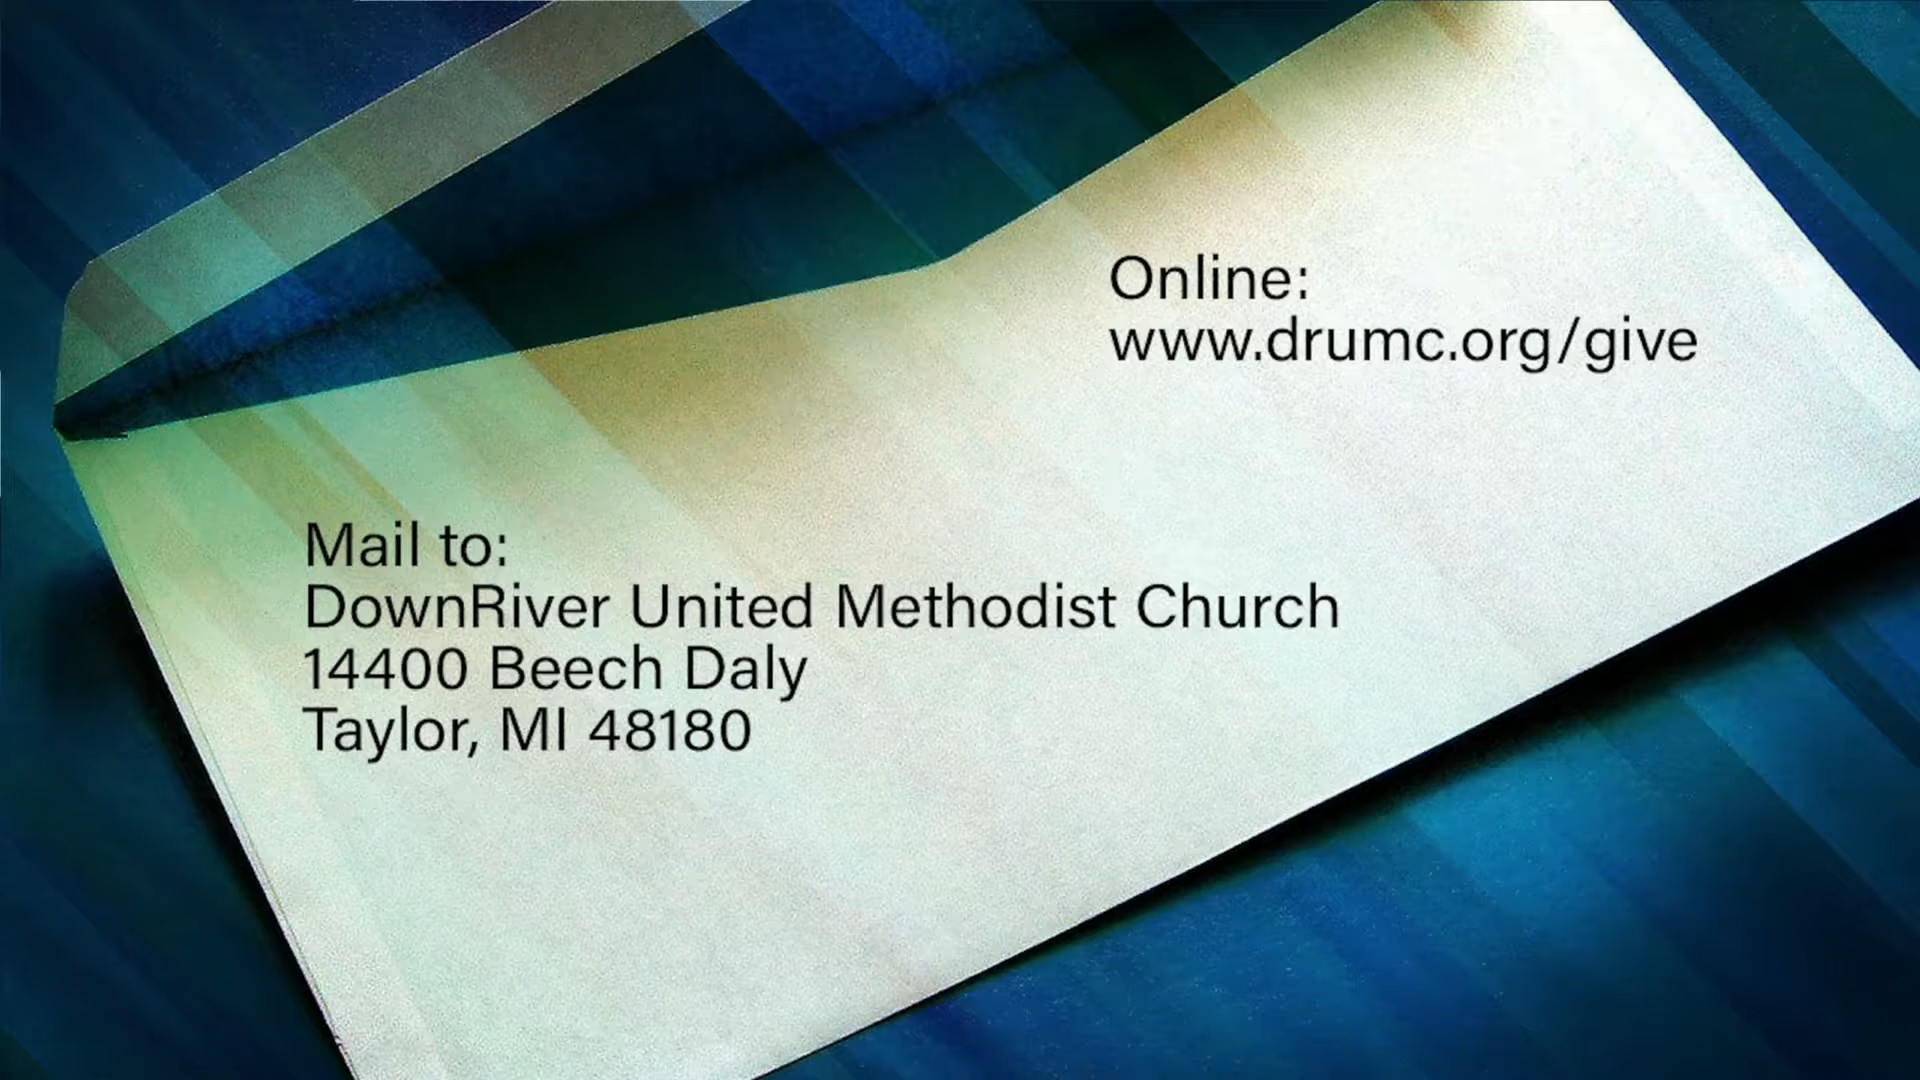 Online:
www.drumc.org/give
Mail to:
DownRiver United Methodist Church
14400 Beech Daly
Taylor, MI 48180